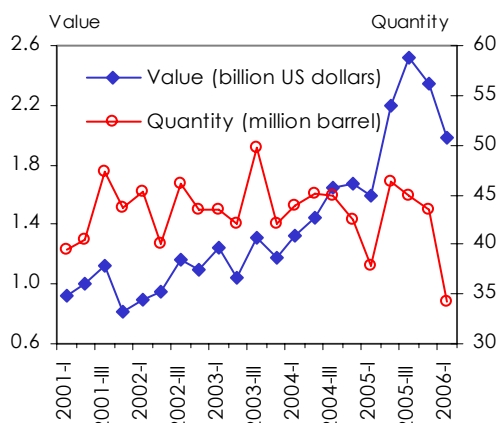 Value Quantity
2.6 60
Value (billion US dollars)
2.2 55
Quantity (million barrel)
50
1.8
45
1.4 40
1.0 35
0.6 30
2001-I 2001-III 2002-I 2002-III 2003-I 2003-III 2004-I 2004-III 2005-I 2005-III 2006-I